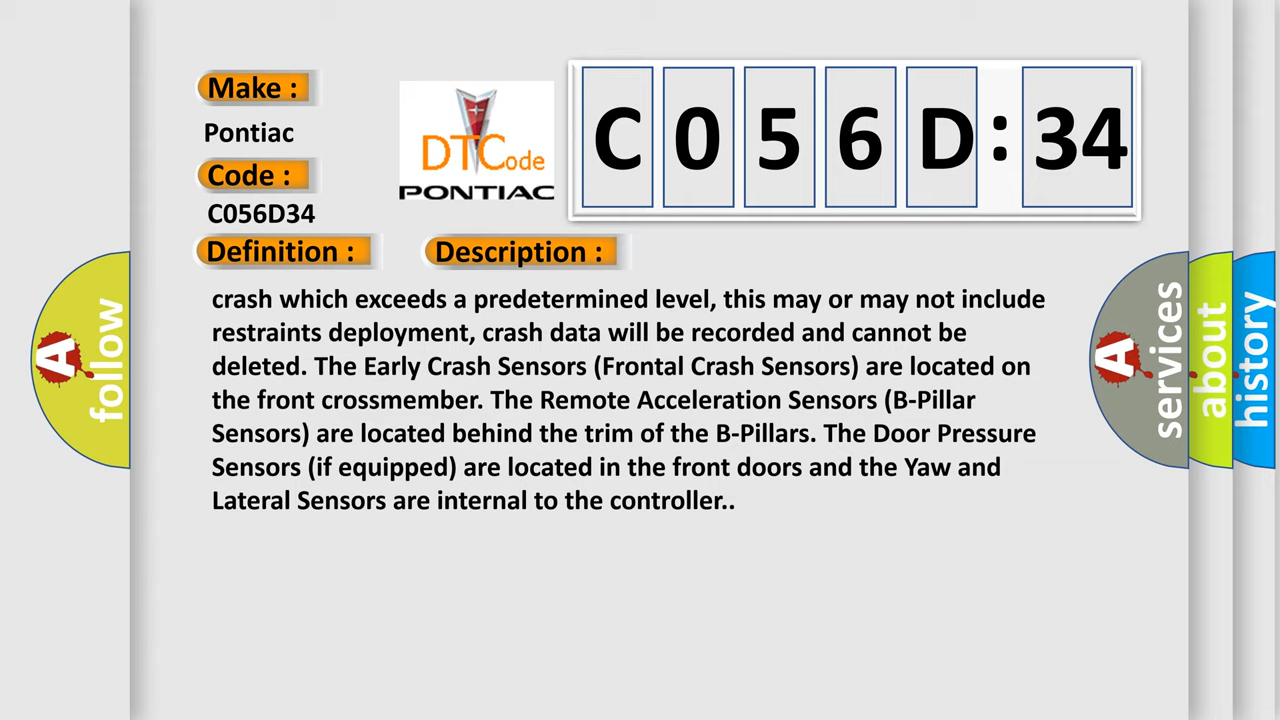 Make :
Pontiac
Code :
C056D34
Definition :
Description :
DTCode
PONTIAC
C 0 5 6 D : 34
crash which exceeds a predetermined level, this may or may not include
restraints deployment, crash data will be recorded and cannot be
deleted. The Early Crash Sensors (Frontal Crash Sensors) are located on
the front crossmember. The Remote Acceleration Sensors (B-Pillar
Sensors) are located behind the trim of the B-Pillars. The Door Pressure
Sensors (if equipped) are located in the front doors and the Yaw and
Lateral Sensors are internal to the controller..
A follow
A services
about
history